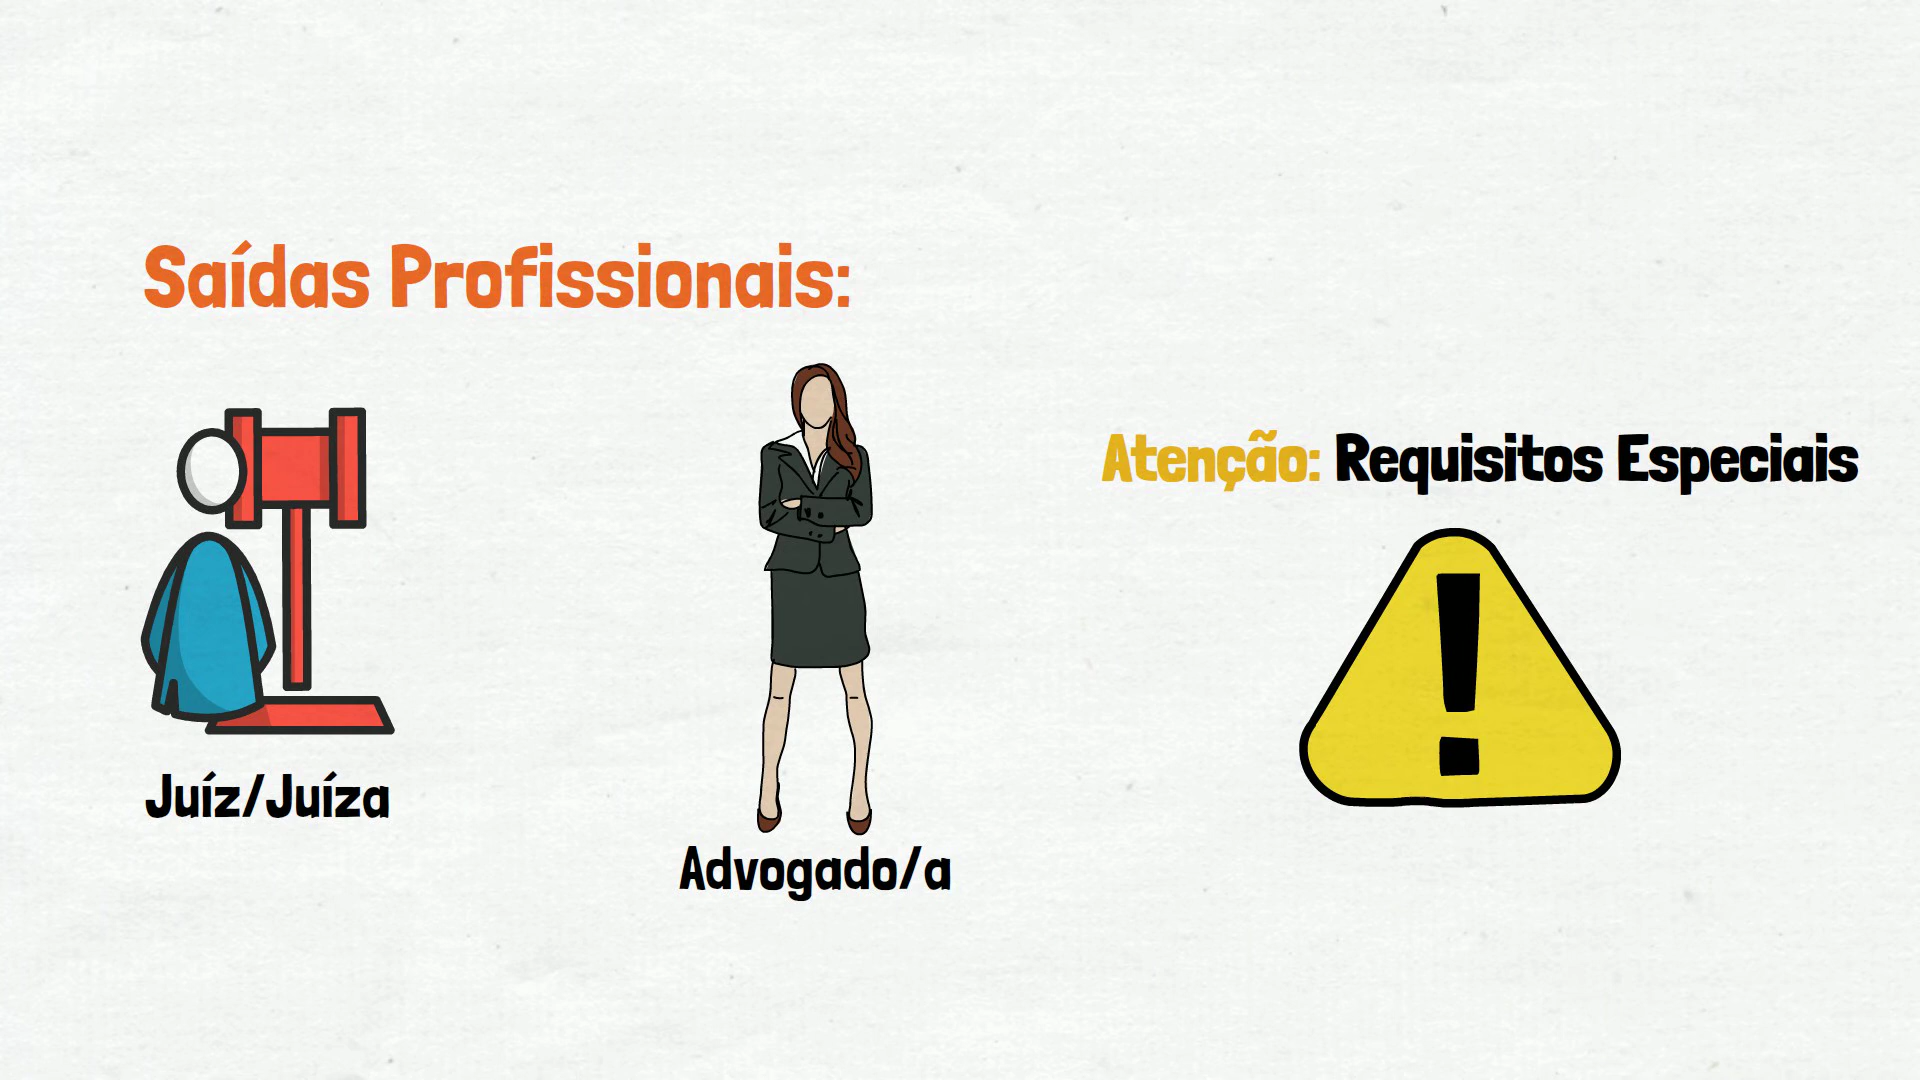 Saídas Profissionais:
Atenção: Requisitos Especiais
Juíz/Juíza
Advogado/a